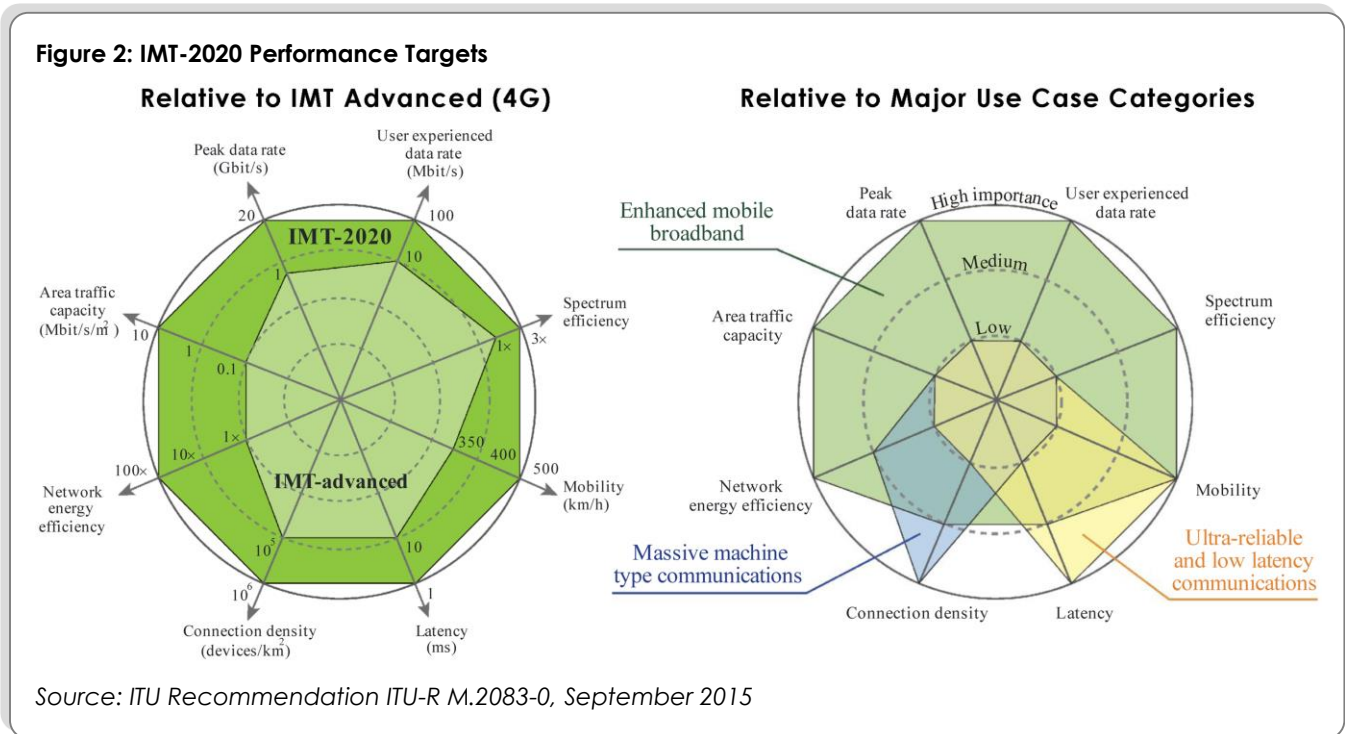 Figure 2: IMT-2020 Performance Targets
Relative to IMT Advanced (4G)
Peak data rate
(Gbit/s)
User experienced
data rate
(Mbit/s)
20
100
IMT-2020
1
10
Area traffic
capacity
(Mbit/s/m²)
10
1
0.1
Spectrum
efficiency
1×
3×
1×
10×
100×
350
400
500
Network
energy
efficiency
IMT-advanced
Mobility
(km/h)
10⁵
10
10⁶
1
Connection density
(devices/km²)
Latency
(ms)
Relative to Major Use Case Categories
Enhanced mobile
broadband
Peak
data rate
High importance
User experienced
data rate
Medium
Area traffic
capacity
Low
Spectrum
efficiency
Network
energy efficiency
Mobility
Massive machine
type communications
Ultra-reliable
and low latency
communications
Connection density
Latency
Source: ITU Recommendation ITU-R M.2083-0, September 2015